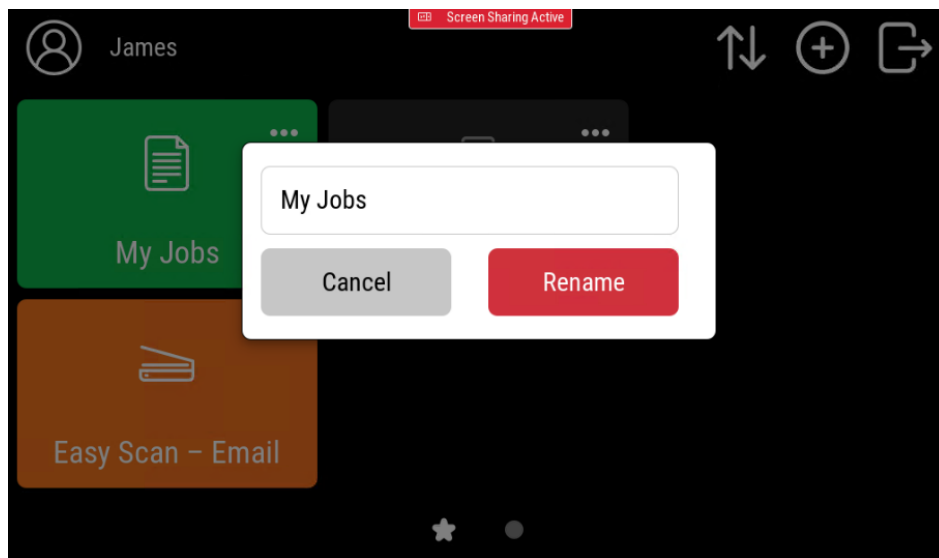 Screen Sharing Active
James
My Jobs
My Jobs
Cancel
Rename
Easy Scan – Email